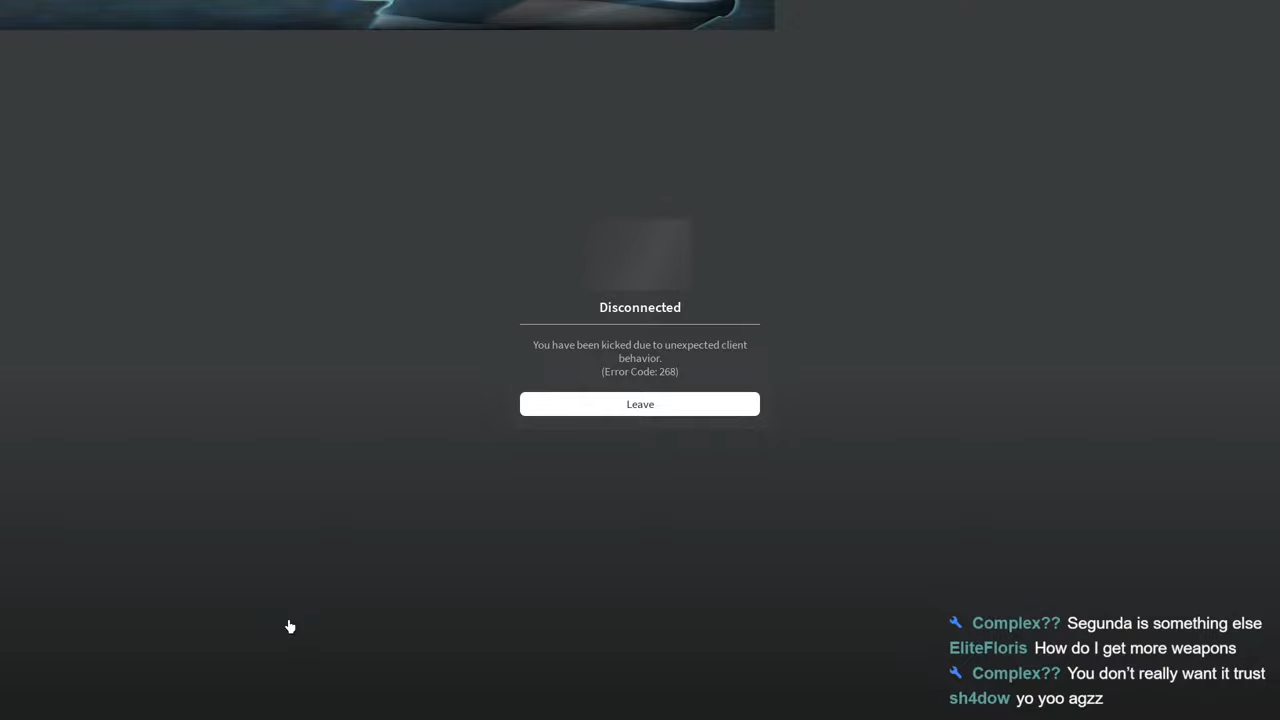 Disconnected
You have been kicked due to unexpected client
behavior.
(Error Code: 268)
Leave
Complex?? Segunda is something else
EliteFloris How do I get more weapons
Complex?? You don’t really want it trust
sh4dow yo yoo agzz